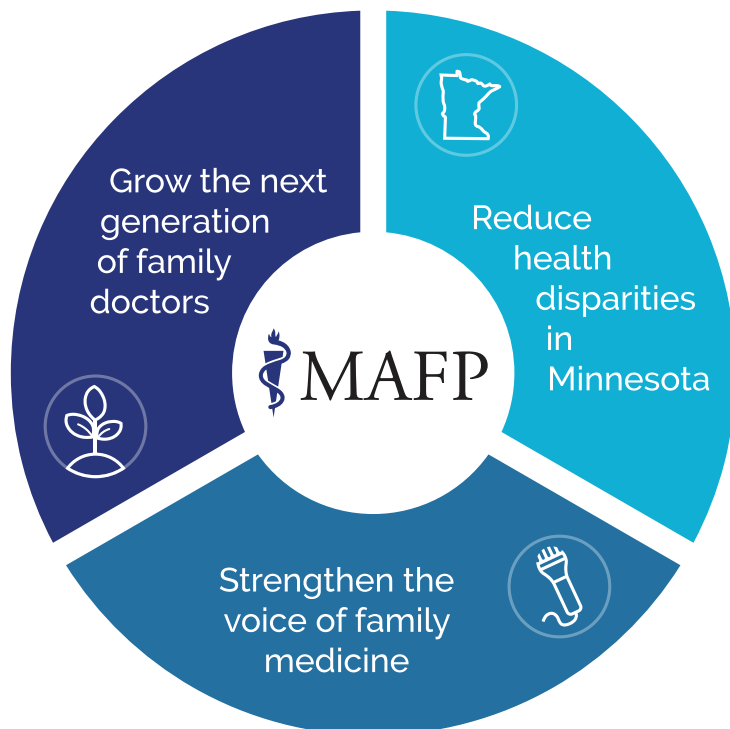 Grow the next
generation
of family
doctors
Reduce
health
disparities
in
Minnesota
MAFP
Strengthen the
voice of family
medicine